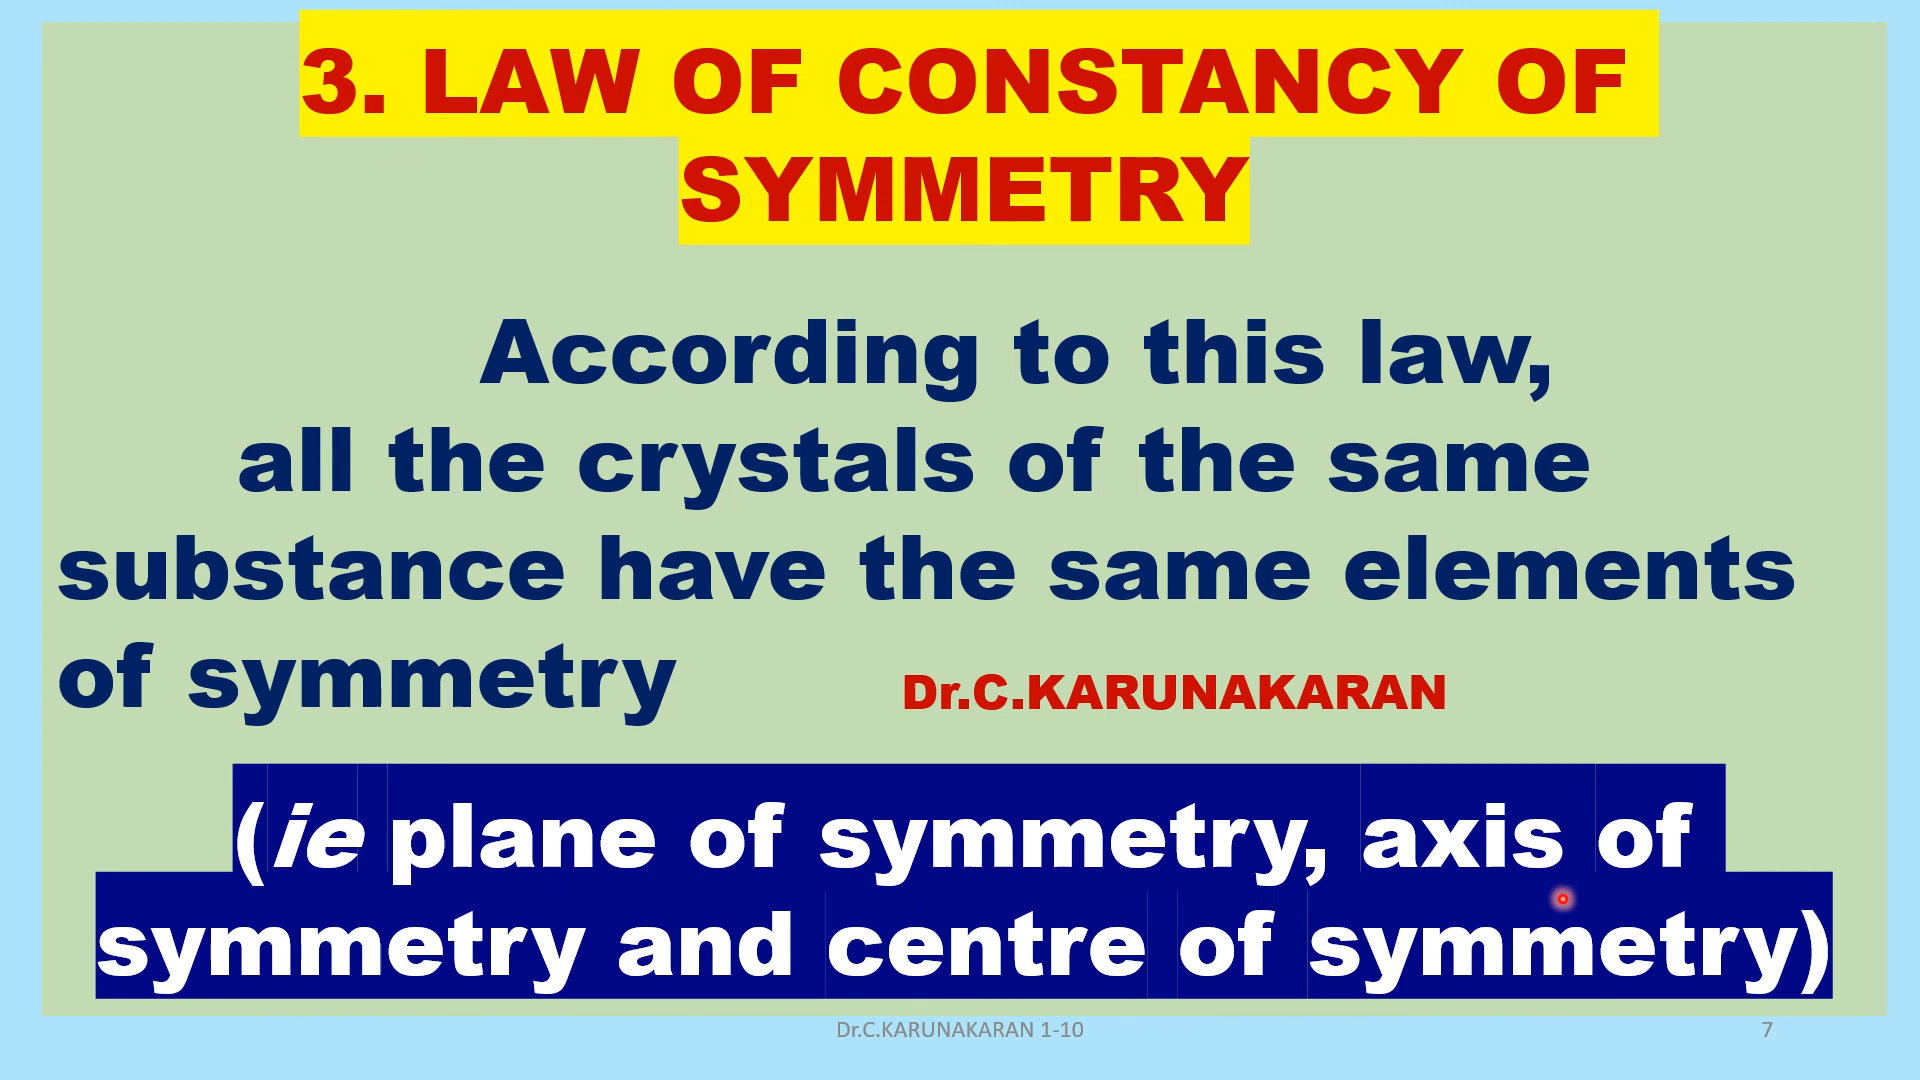 3. LAW OF CONSTANCY OF
SYMMETRY
According to this law,
all the crystals of the same
substance have the same elements
of symmetry
Dr.C.KARUNAKARAN
(ie plane of symmetry, axis of
symmetry and centre of symmetry)
Dr.C.KARUNAKARAN 1-10
7